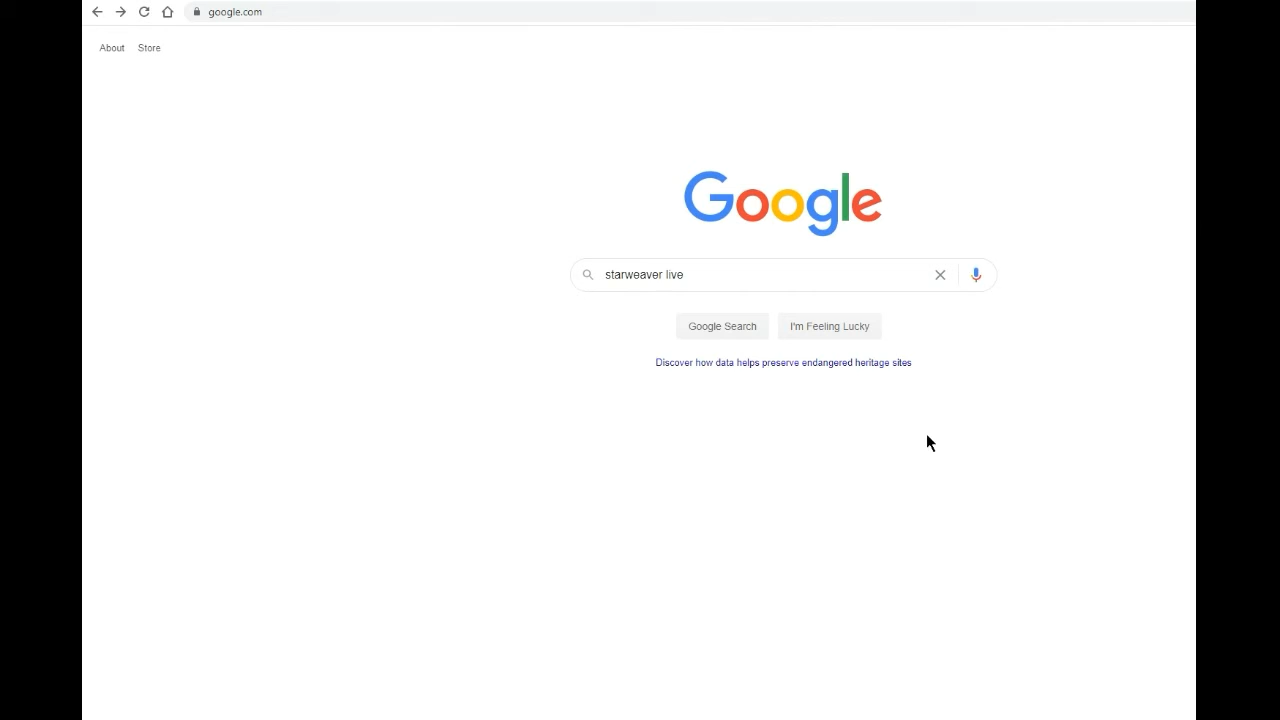 google.com
About Store
Google
starweaver live
Google Search I'm Feeling Lucky
Discover how data helps preserve endangered heritage sites